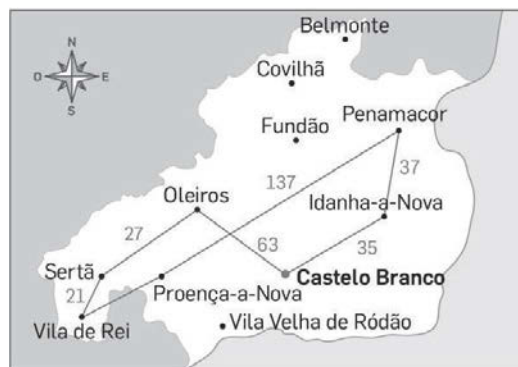 Belmonte
N
O
E
S
Covilhã
Penamacor
Fundão
137
37
Oleiros
Idanha-a-Nova
27
63
35
Sertã
Castelo Branco
21
Proença-a-Nova
Vila de Rei
Vila Velha de Ródão